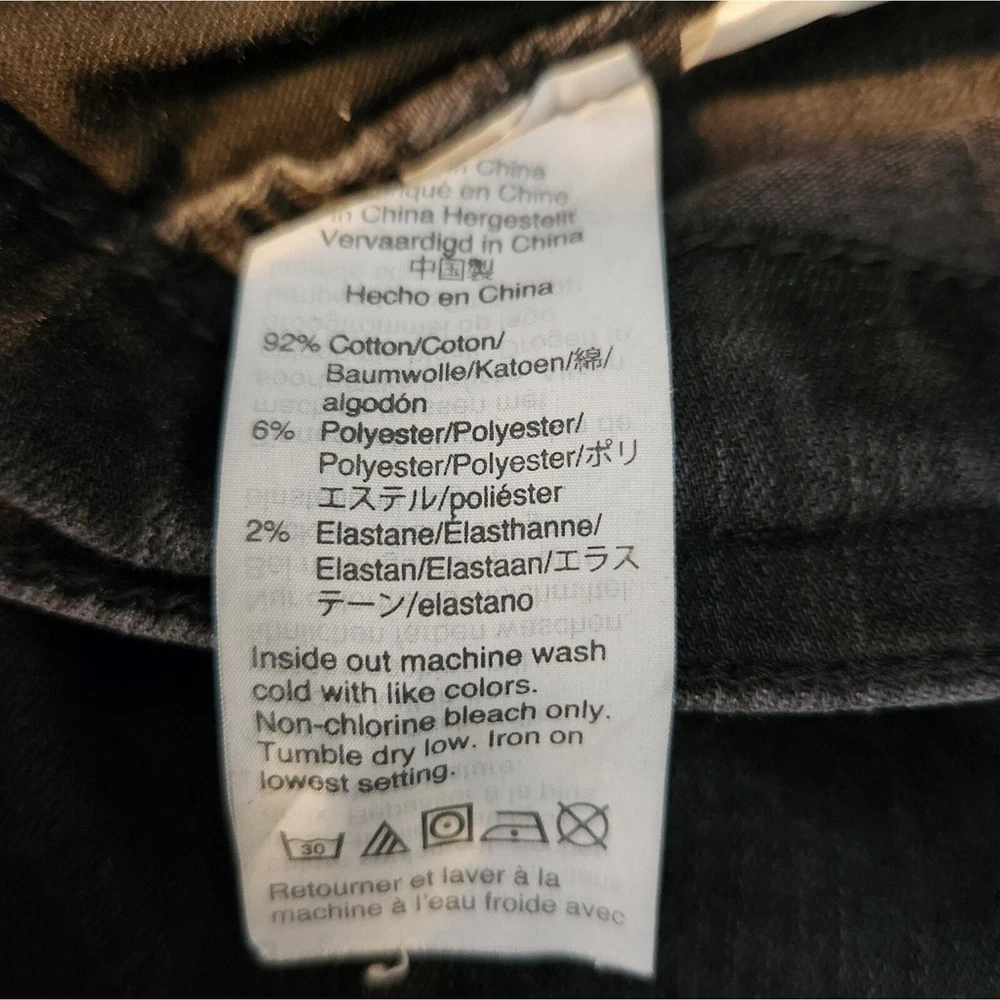 China
en Chine
China Hergestellt
Vervaardigd in China
中国製
Hecho en China
92% Cotton/Coton/
Baumwolle/Katoen/綿/
algodón
6% Polyester/Polyester/
Polyester/Polyester/ポリ
エステル/poliéster
2% Elastane/Élasthanne/
Elastan/Elastaan/エラス
テーン/elastano
Inside out machine wash
cold with like colors.
Non-chlorine bleach only.
Tumble dry low. Iron on
lowest setting.
30
Retourner et laver à la
machine à l'eau froide avec